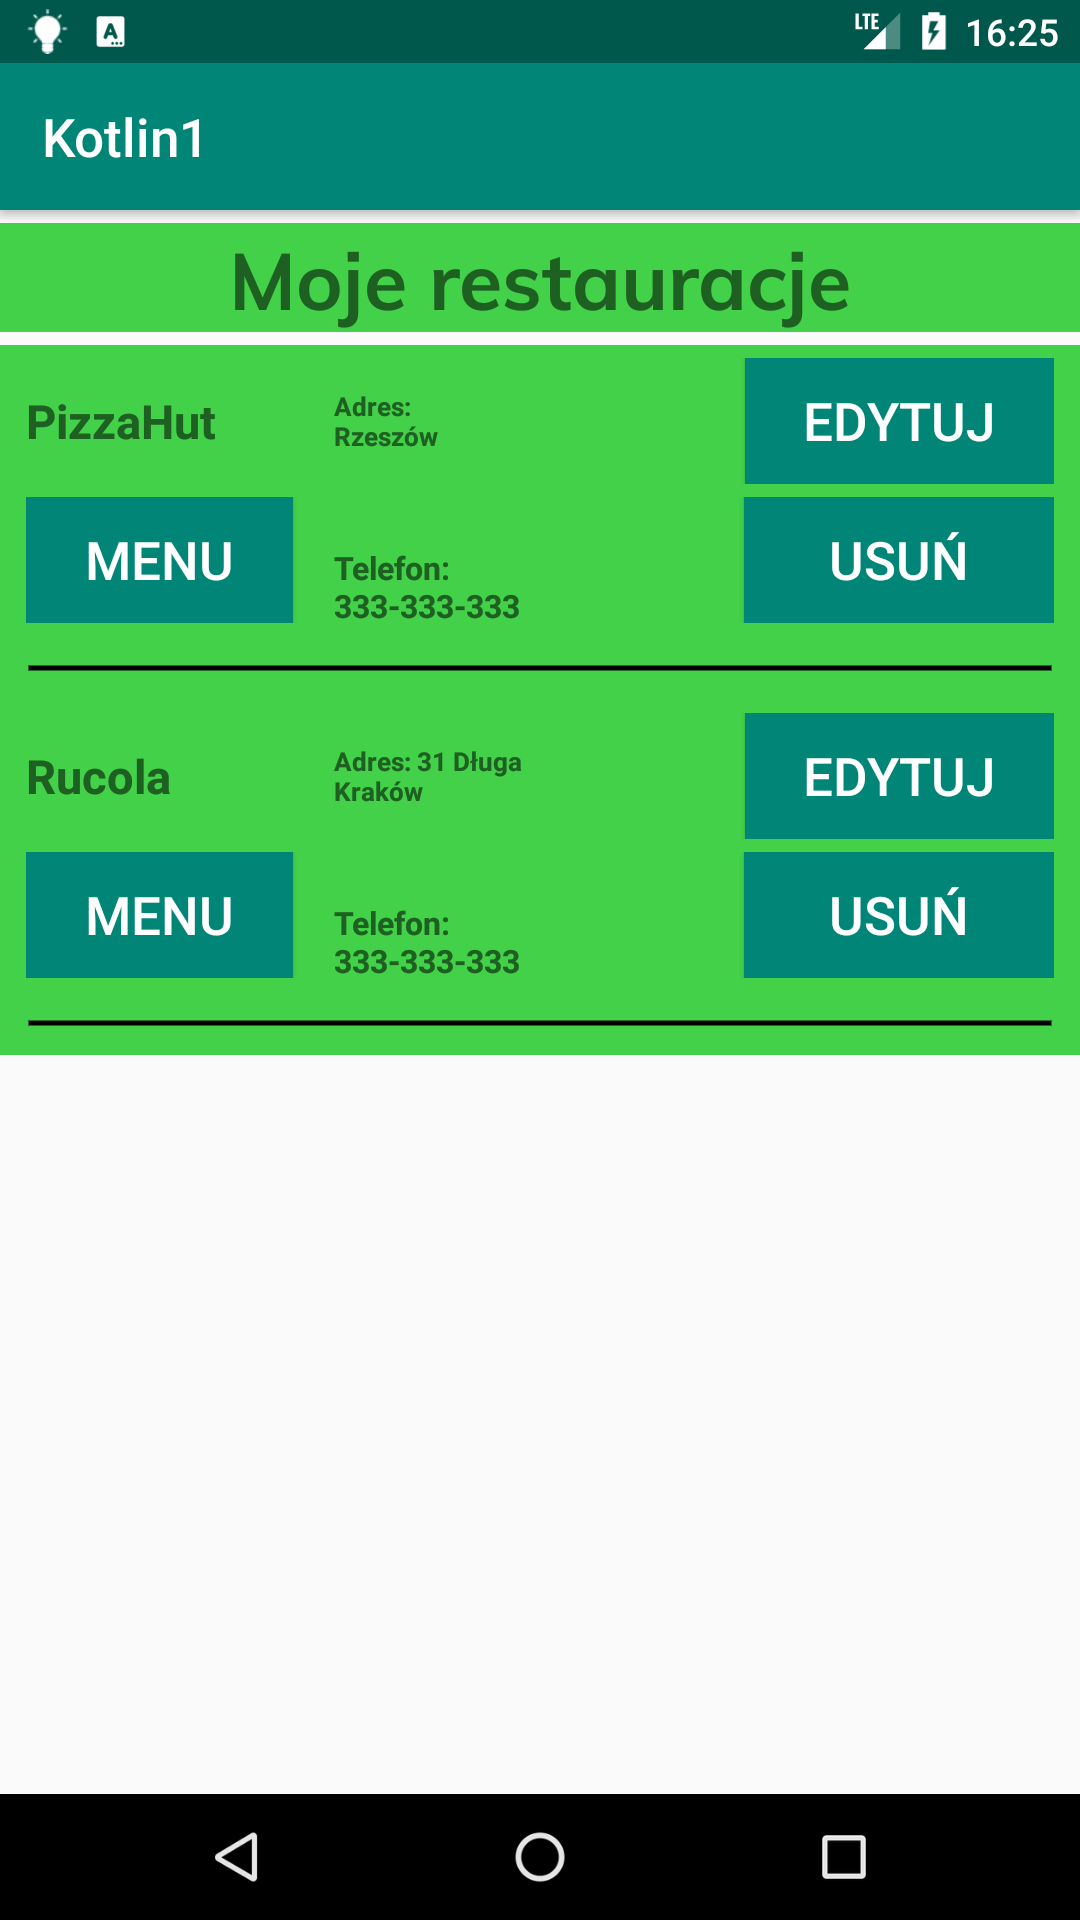 LTE 16:25
Kotlin1
Moje restauracje
PizzaHut
Adres:
Rzeszów
EDYTUJ
MENU
Telefon:
333-333-333
USUŃ
Rucola
Adres: 31 Długa
Kraków
EDYTUJ
MENU
Telefon:
333-333-333
USUŃ